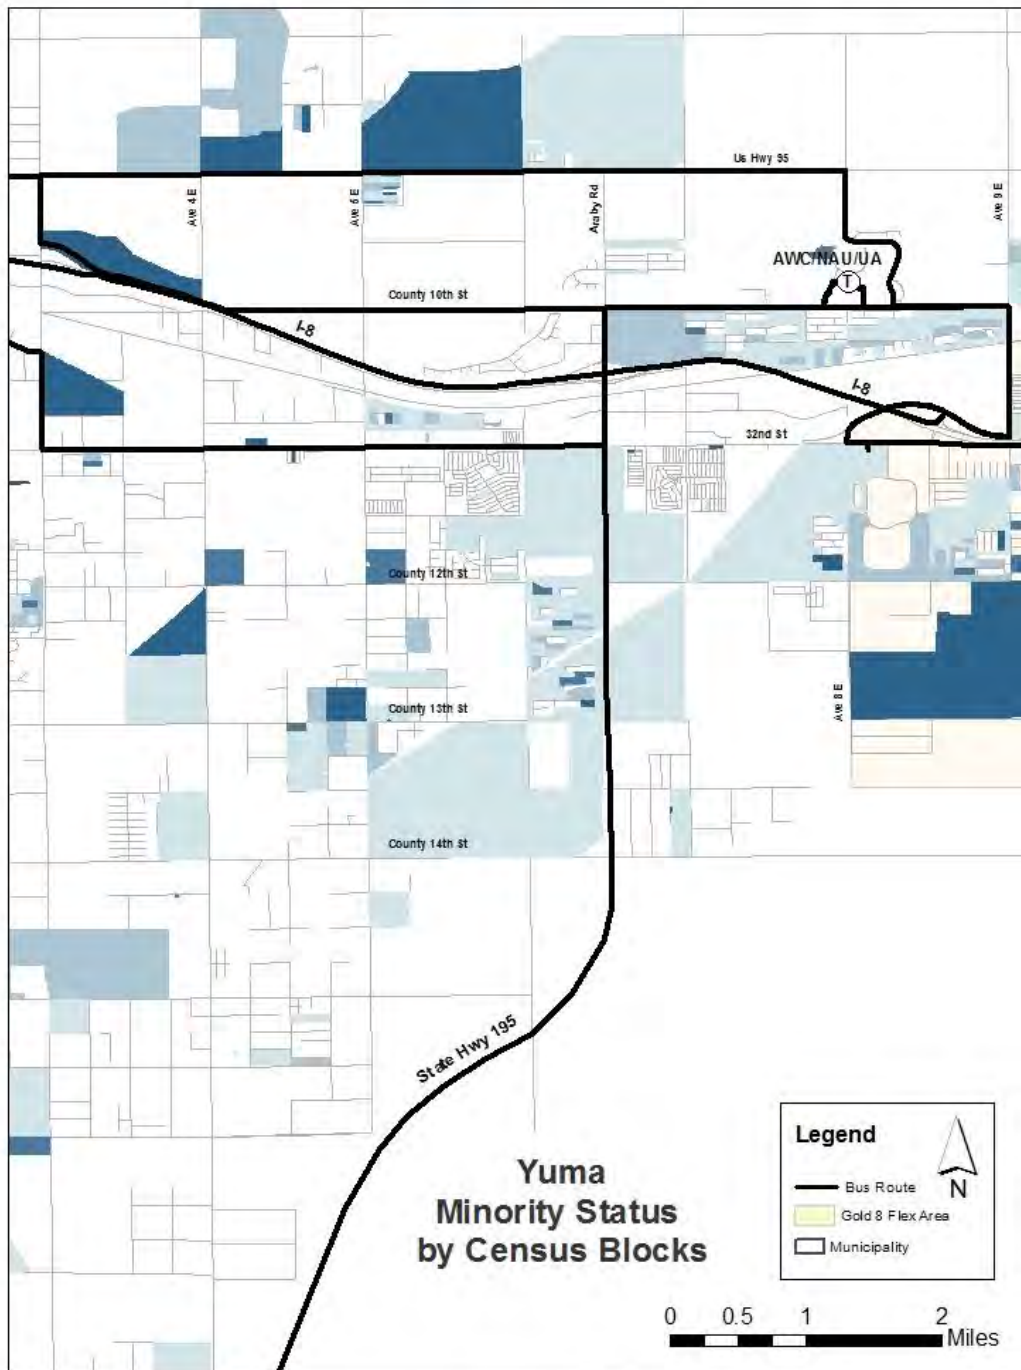 Us Hwy 95
Ave 4 E
Ave 5 E
Araby Rd
Ave 9 E
AWC/NAU/UA
T
County 10th St
I-8
I-8
32nd St
County 12th St
County 13th St
Ave 8 E
County 14th St
State Hwy 195
Yuma
Minority Status
by Census Blocks
Legend
Bus Route
Gold 8 Flex Area
Municipality
N
0 0.5 1 2
Miles